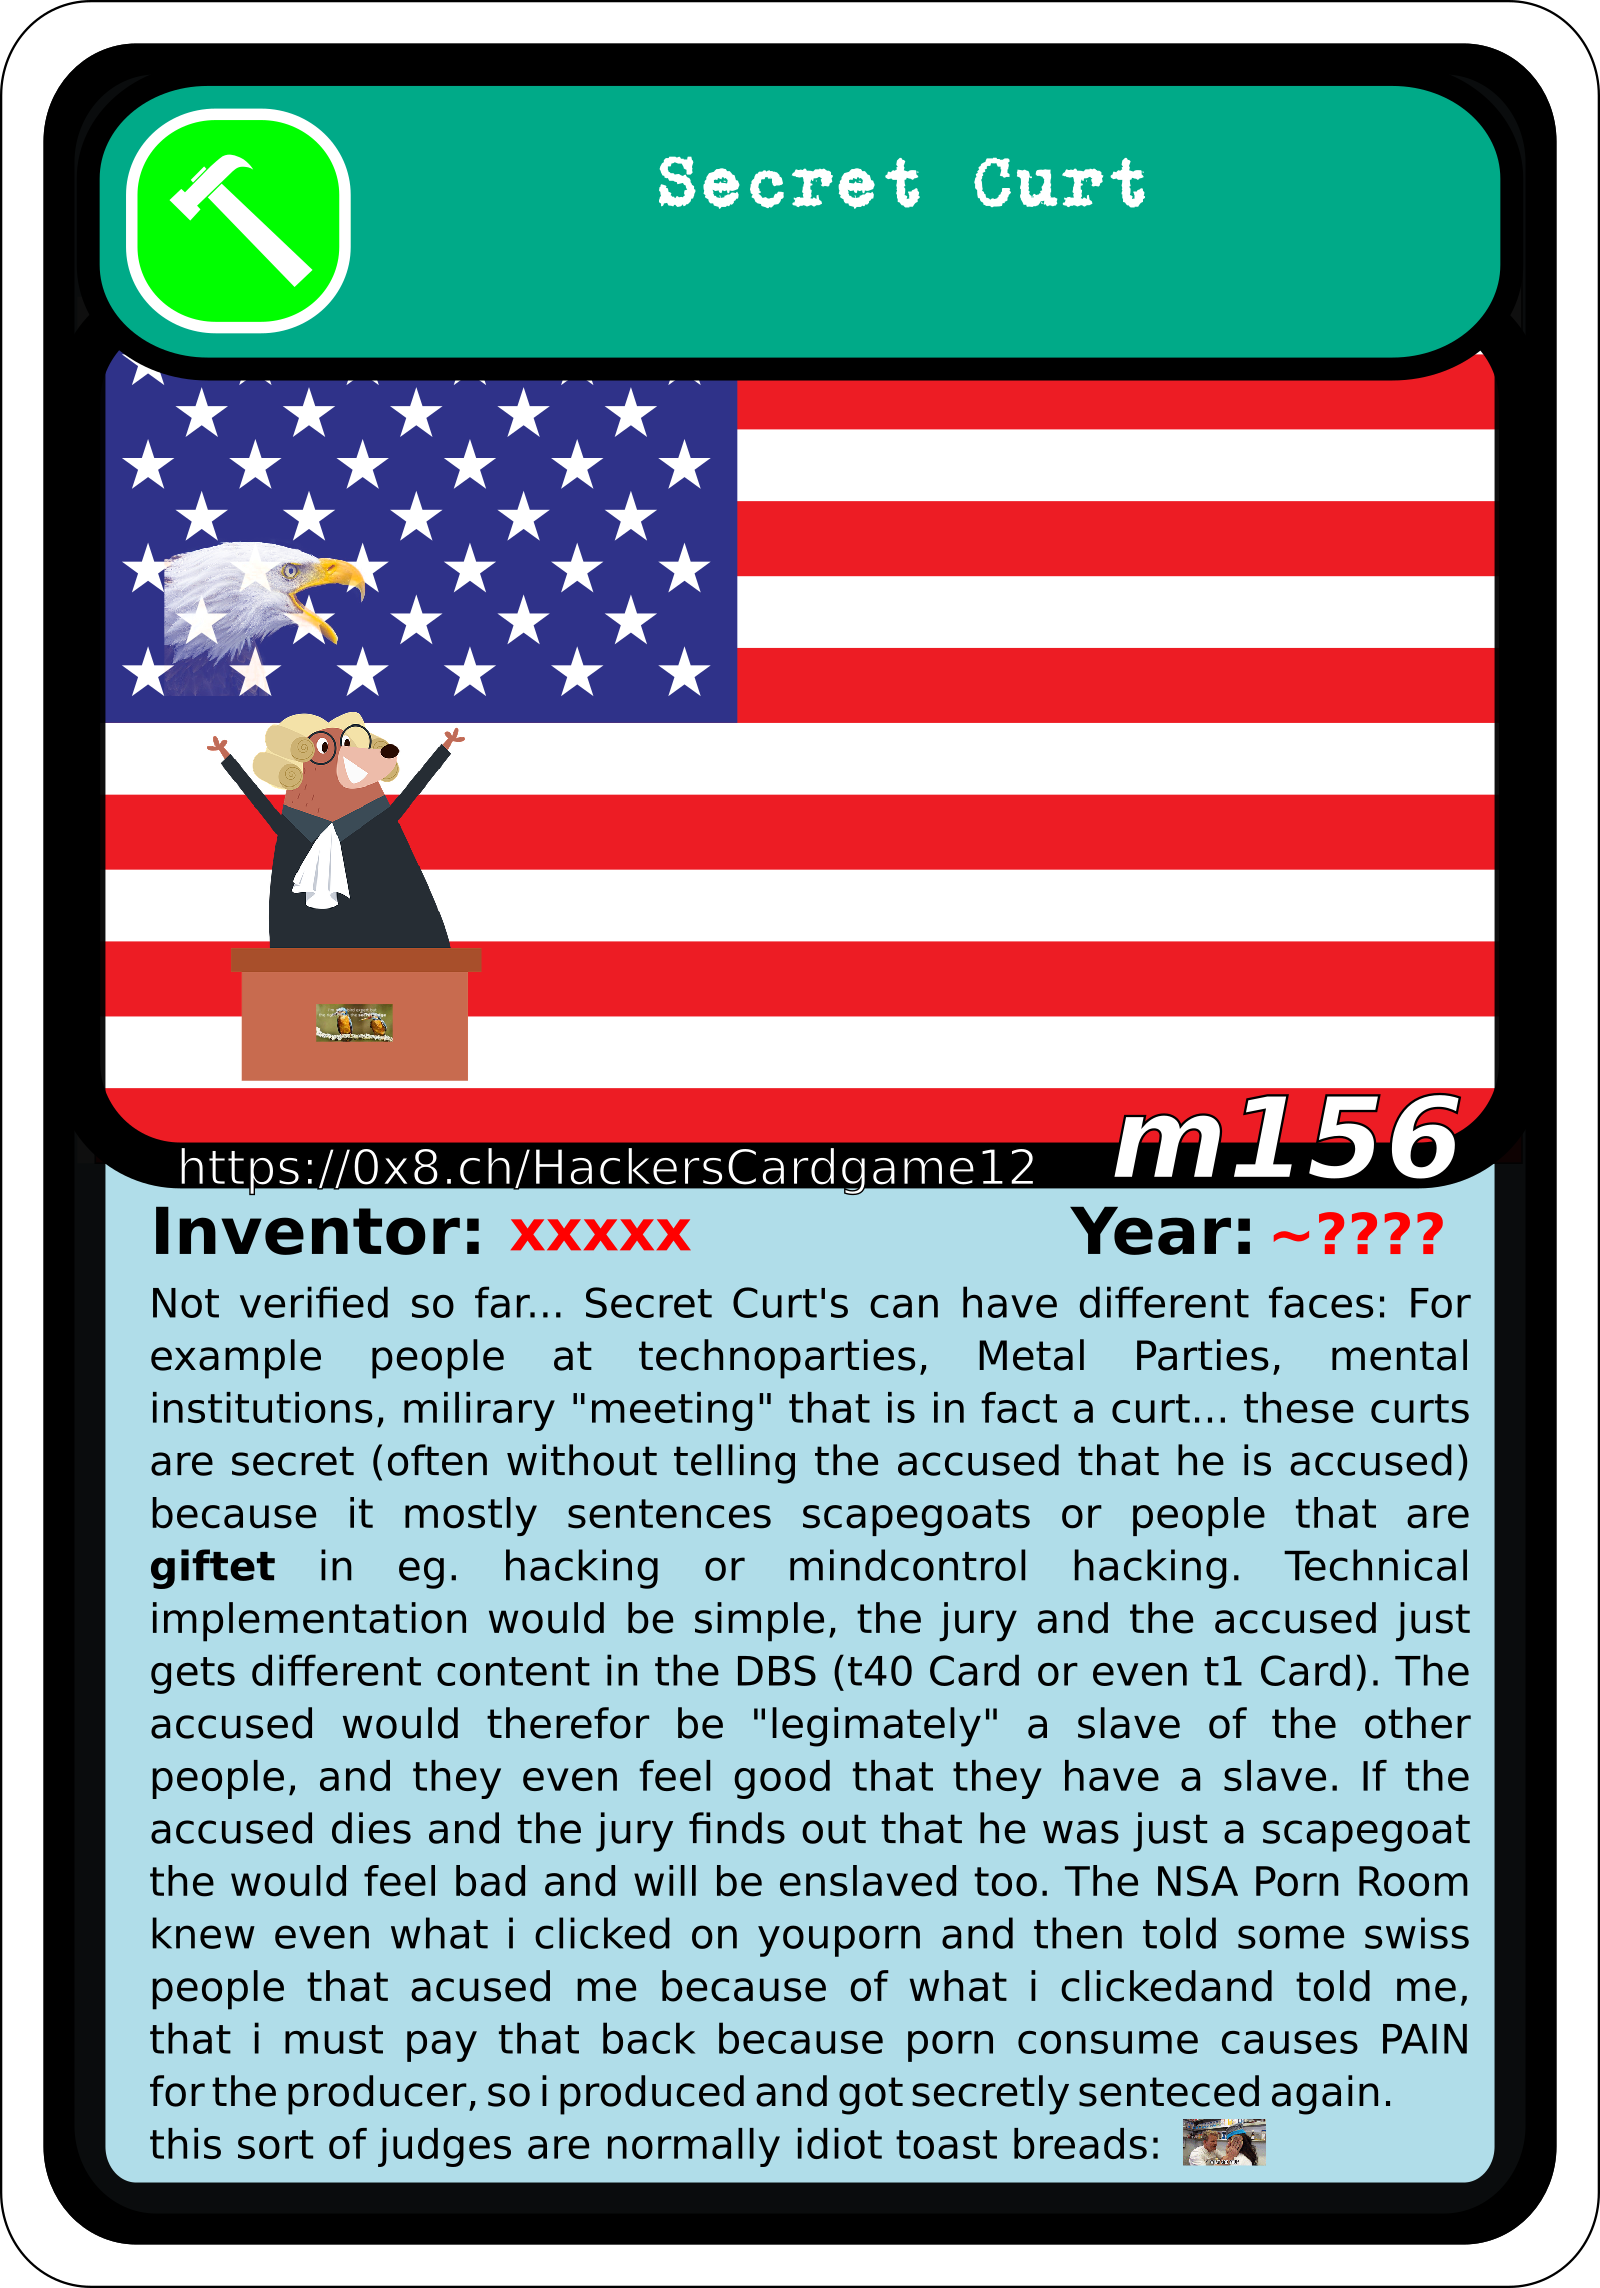 Secret Curt
https://0x8.ch/HackersCardgame12
m156
Inventor: xxxxx
Year: ~????
Not verified so far... Secret Curt's can have different faces: For
example people at technoparties, Metal Parties, mental
institutions, milirary "meeting" that is in fact a curt... these curts
are secret (often without telling the accused that he is accused)
because it mostly sentences scapegoats or people that are
giftet in eg. hacking or mindcontrol hacking. Technical
implementation would be simple, the jury and the accused just
gets different content in the DBS (t40 Card or even t1 Card). The
accused would therefor be "legimately" a slave of the other
people, and they even feel good that they have a slave. If the
accused dies and the jury finds out that he was just a scapegoat
the would feel bad and will be enslaved too. The NSA Porn Room
knew even what i clicked on youporn and then told some swiss
people that acused me because of what i clickedand told me,
that i must pay that back because porn consume causes PAIN
for the producer, so i produced and got secretly senteced again.
this sort of judges are normally idiot toast breads: